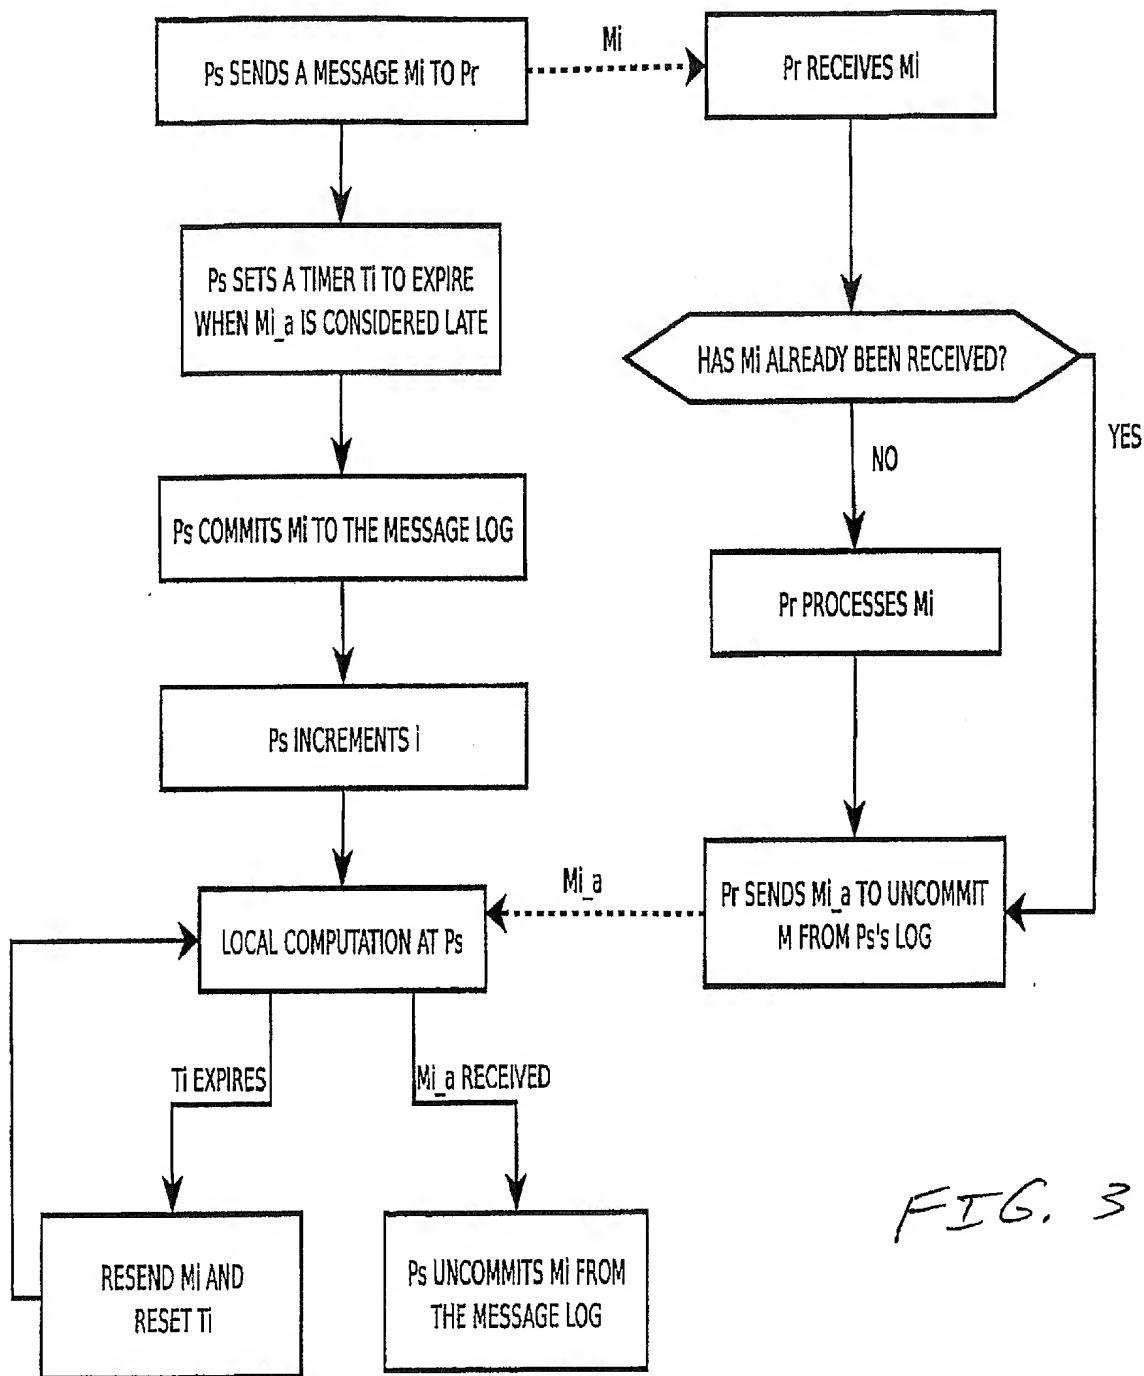 Ps SENDS A MESSAGE Mi TO Pr
Mi
Pr RECEIVES Mi
Ps SETS A TIMER Ti TO EXPIRE
WHEN Mi_a IS CONSIDERED LATE
HAS Mi ALREADY BEEN RECEIVED?
YES
NO
Ps COMMITS Mi TO THE MESSAGE LOG
Pr PROCESSES Mi
Ps INCREMENTS i
Mi_a
Pr SENDS Mi_a TO UNCOMMIT
M FROM Ps's LOG
LOCAL COMPUTATION AT Ps
Ti EXPIRES
Mi_a RECEIVED
RESEND Mi AND
RESET Ti
Ps UNCOMMITS Mi FROM
THE MESSAGE LOG
FIG. 3